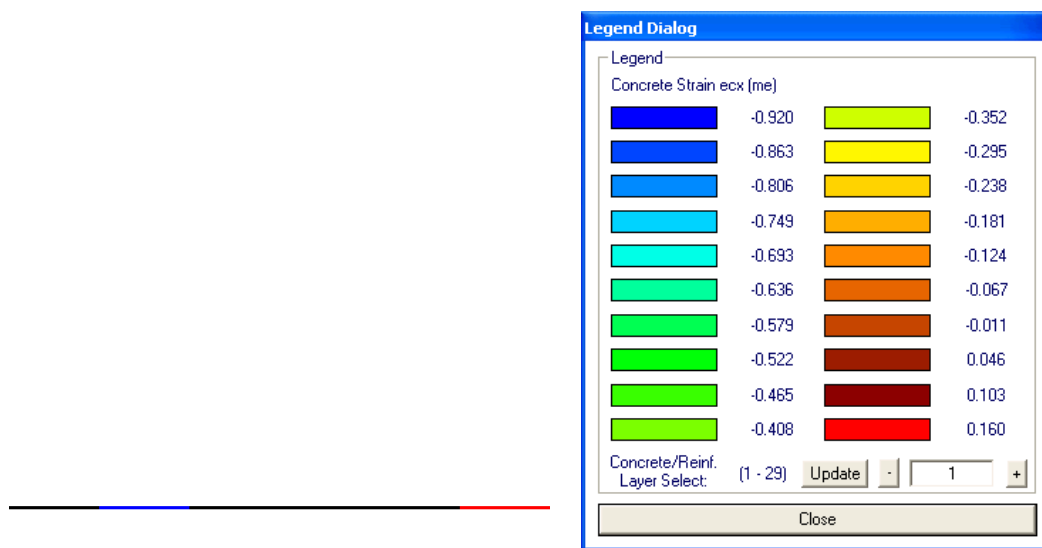 Legend Dialog
Legend
Concrete Strain ecx (me)
-0.920 -0.352
-0.863 -0.295
-0.806 -0.238
-0.749 -0.181
-0.693 -0.124
-0.636 -0.067
-0.579 -0.011
-0.522 0.046
-0.465 0.103
-0.408 0.160
Concrete/Reinf.
Layer Select: (1 - 29) Update - 1 +
Close